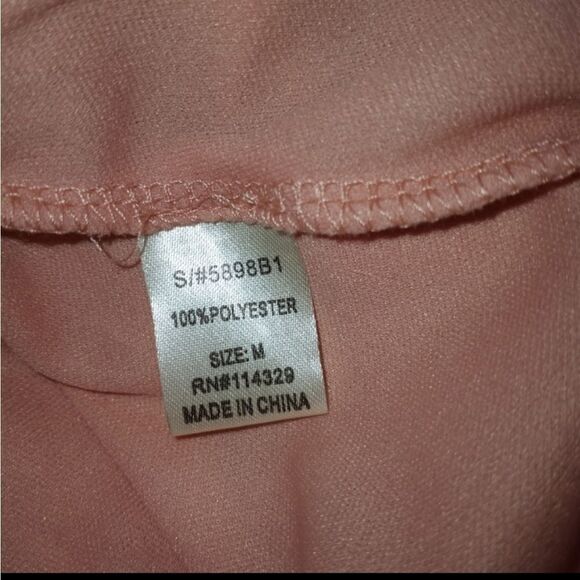 S/#5898B1
100%POLYESTER
SIZE: M
RN#114329
MADE IN CHINA